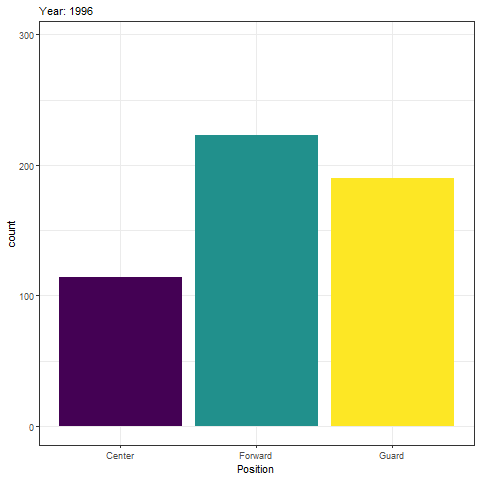 Year: 1996
300
200
100
0
count
Center Forward Guard
Position